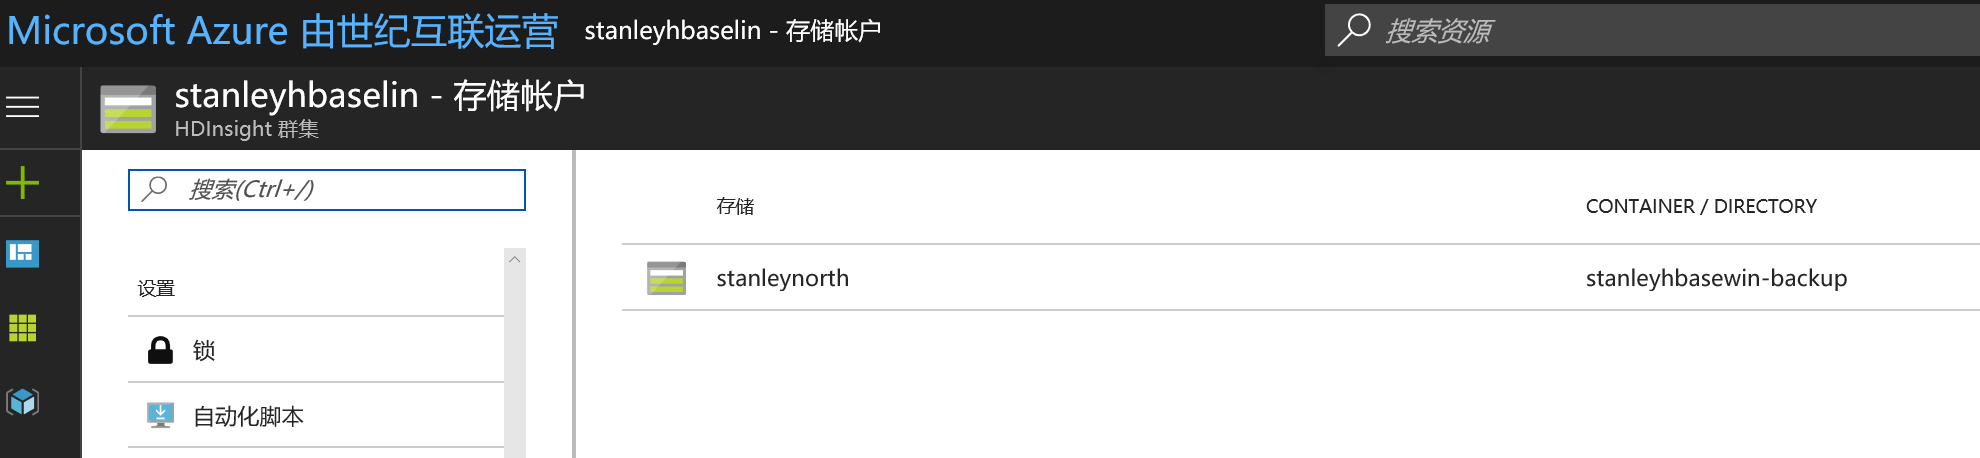 Microsoft Azure 由世纪互联运营 stanleyhbaselin - 存储帐户 搜索资源
stanleyhbaselin - 存储帐户
HDInsight 群集
搜索(Ctrl+/)
设置
锁
自动化脚本
存储 CONTAINER / DIRECTORY
stanleynorth stanleyhbasewin-backup